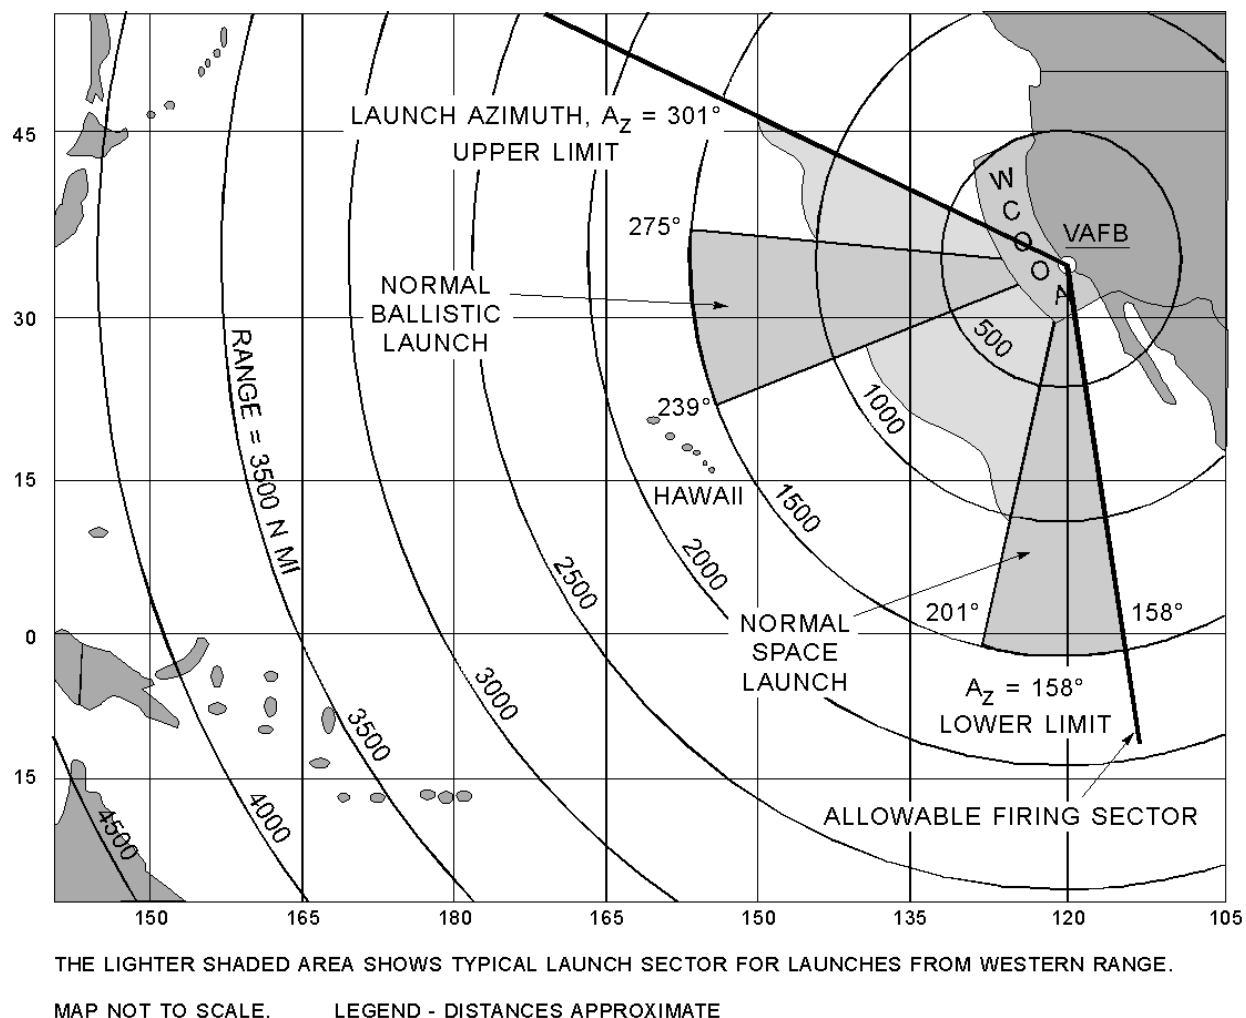 LAUNCH AZIMUTH, AZ = 301°
UPPER LIMIT
45
W
C
O
O
A
VAFB
275°
NORMAL
BALLISTIC
LAUNCH
30
500
RANGE = 3500 N MI
239°
1000
15
HAWAII
1500
2000
2500
201°
158°
0
NORMAL
SPACE
LAUNCH
AZ = 158°
LOWER LIMIT
3000
3500
15
4000
4500
ALLOWABLE FIRING SECTOR
150 165 180 165 150 135 120 105
THE LIGHTER SHADED AREA SHOWS TYPICAL LAUNCH SECTOR FOR LAUNCHES FROM WESTERN RANGE.
MAP NOT TO SCALE. LEGEND - DISTANCES APPROXIMATE